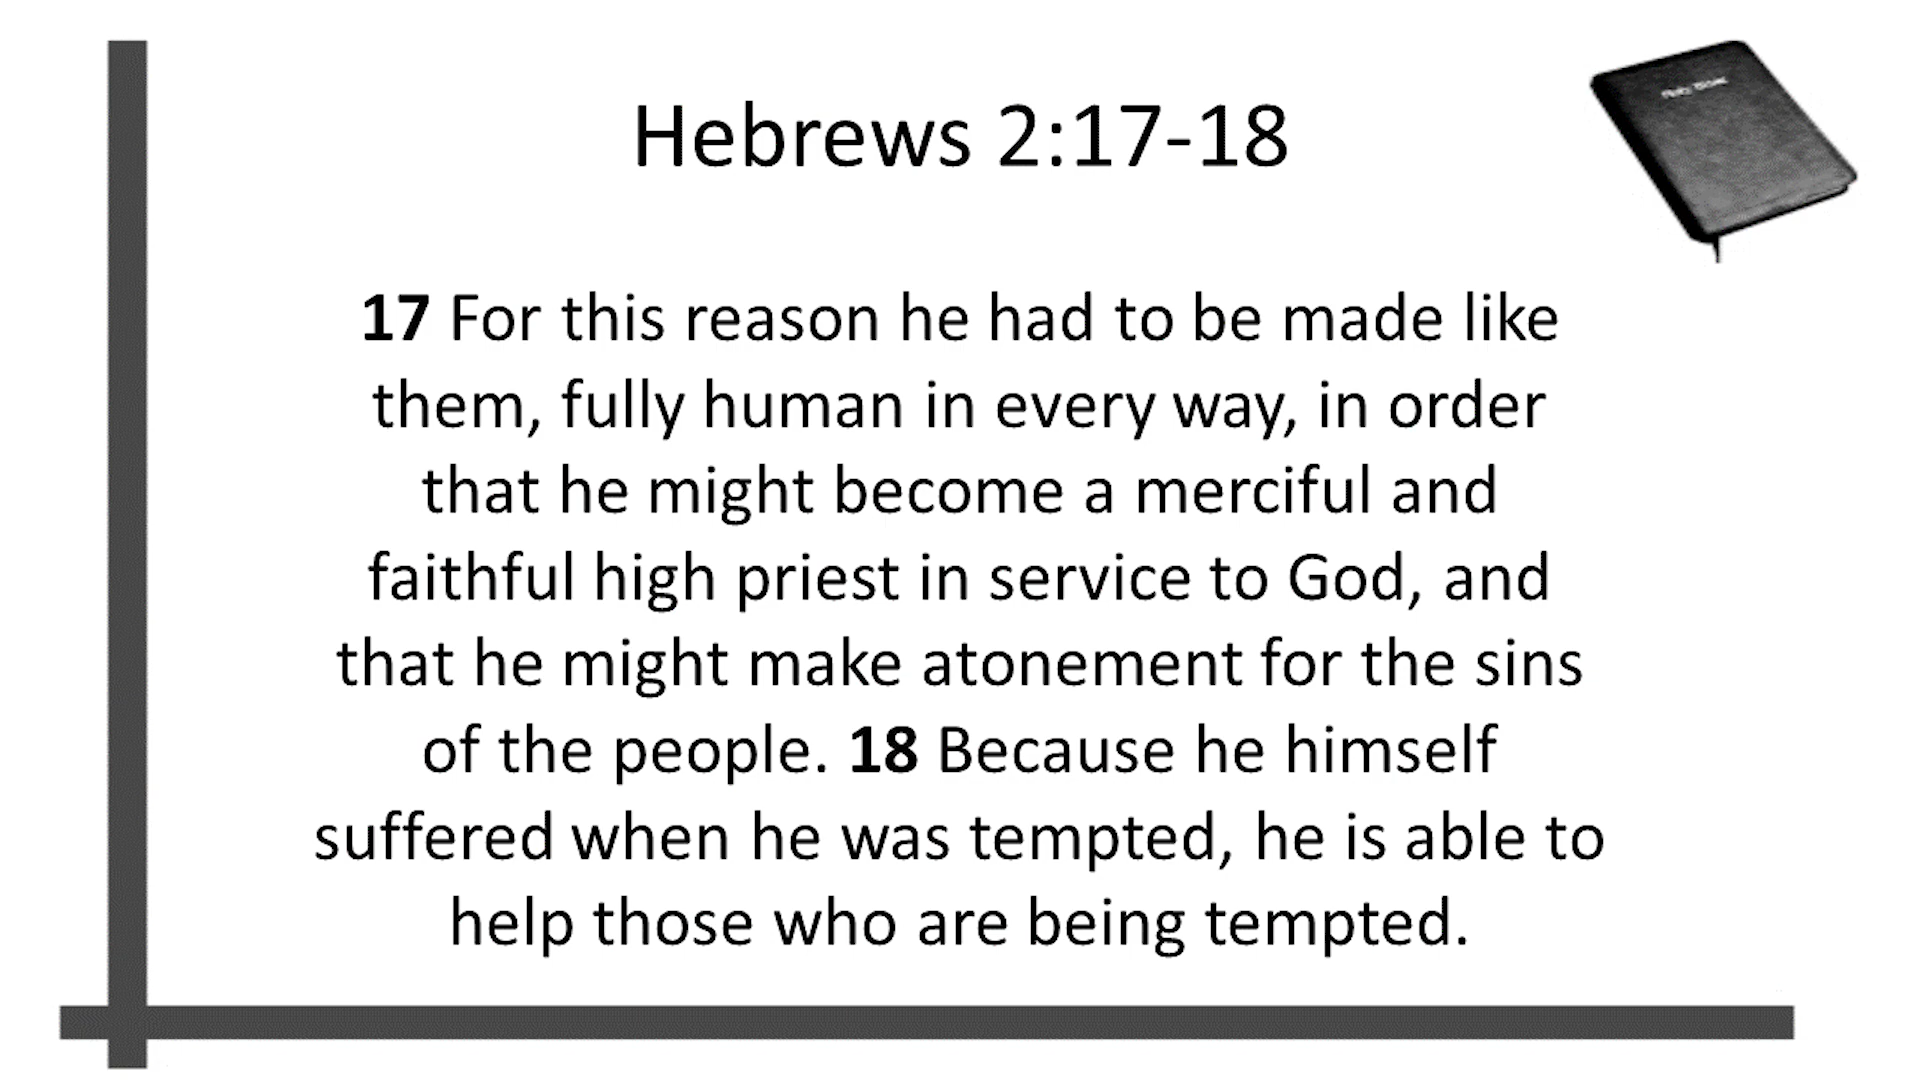 Holy Bible
Hebrews 2:17-18
17 For this reason he had to be made like
them, fully human in every way, in order
that he might become a merciful and
faithful high priest in service to God, and
that he might make atonement for the sins
of the people. 18 Because he himself
suffered when he was tempted, he is able to
help those who are being tempted.